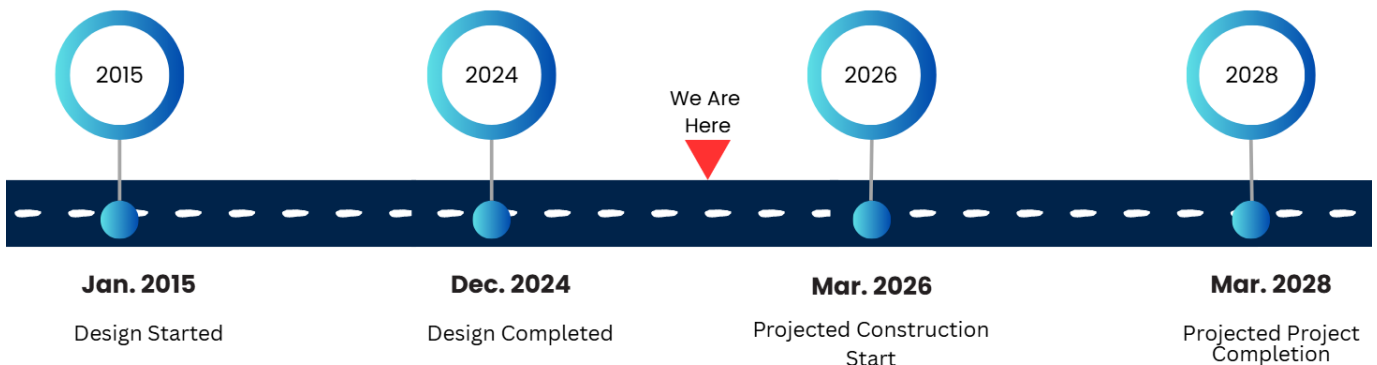 2015
2024
We Are
Here
2026
2028
Jan. 2015
Dec. 2024
Mar. 2026
Mar. 2028
Design Started
Design Completed
Projected Construction
Start
Projected Project
Completion